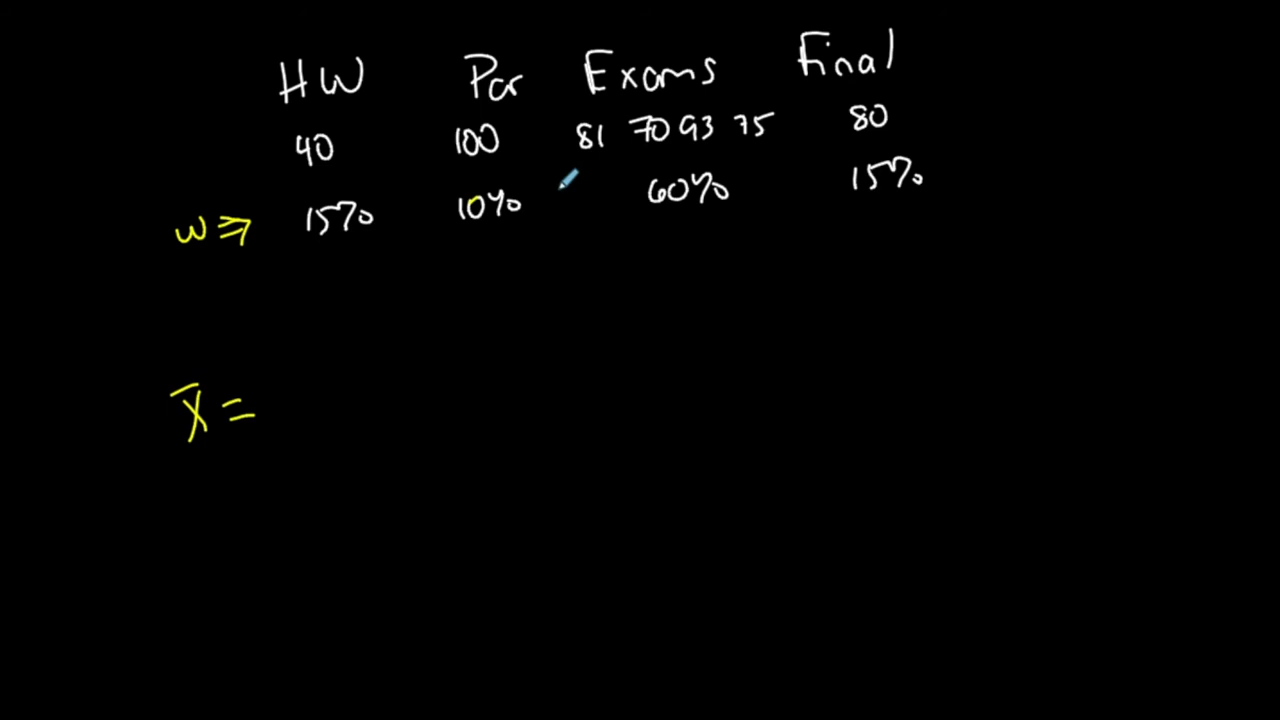 HW Par Exams Final
40 100 81 70 93 75 80
w ⇒ 15% 10% 60% 15%
x̄ =